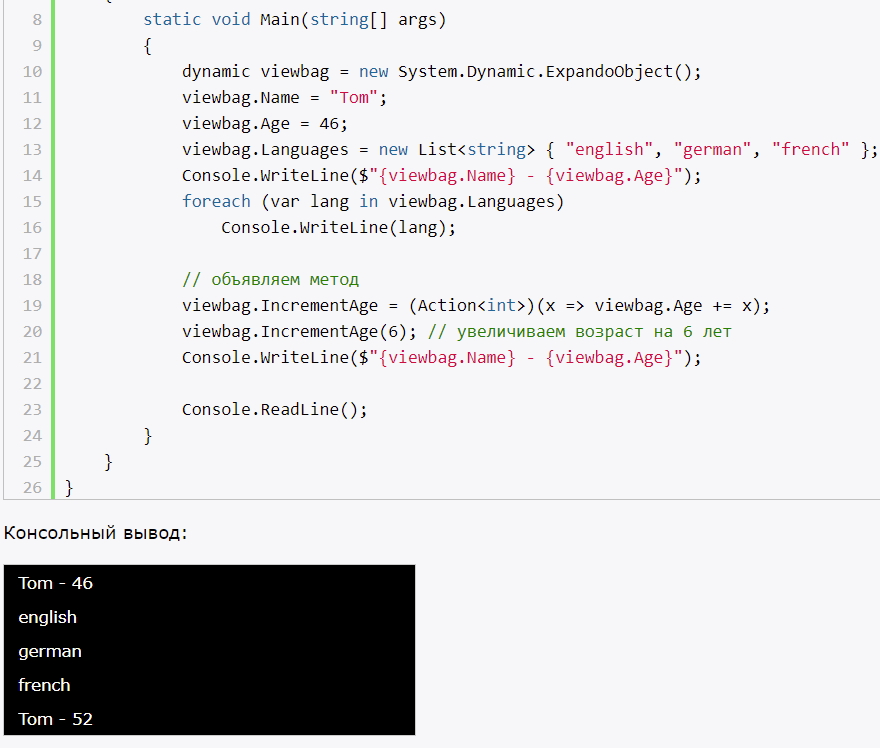 8 static void Main(string[] args)
9 {
10 dynamic viewbag = new System.Dynamic.ExpandoObject();
11 viewbag.Name = "Tom";
12 viewbag.Age = 46;
13 viewbag.Languages = new List<string> { "english", "german", "french" };
14 Console.WriteLine($"{viewbag.Name} - {viewbag.Age}");
15 foreach (var lang in viewbag.Languages)
16 Console.WriteLine(lang);
17
18 // объявляем метод
19 viewbag.IncrementAge = (Action<int>)(x => viewbag.Age += x);
20 viewbag.IncrementAge(6); // увеличиваем возраст на 6 лет
21 Console.WriteLine($"{viewbag.Name} - {viewbag.Age}");
22
23 Console.ReadLine();
24 }
25 }
26 }
Консольный вывод:
Tom - 46
english
german
french
Tom - 52